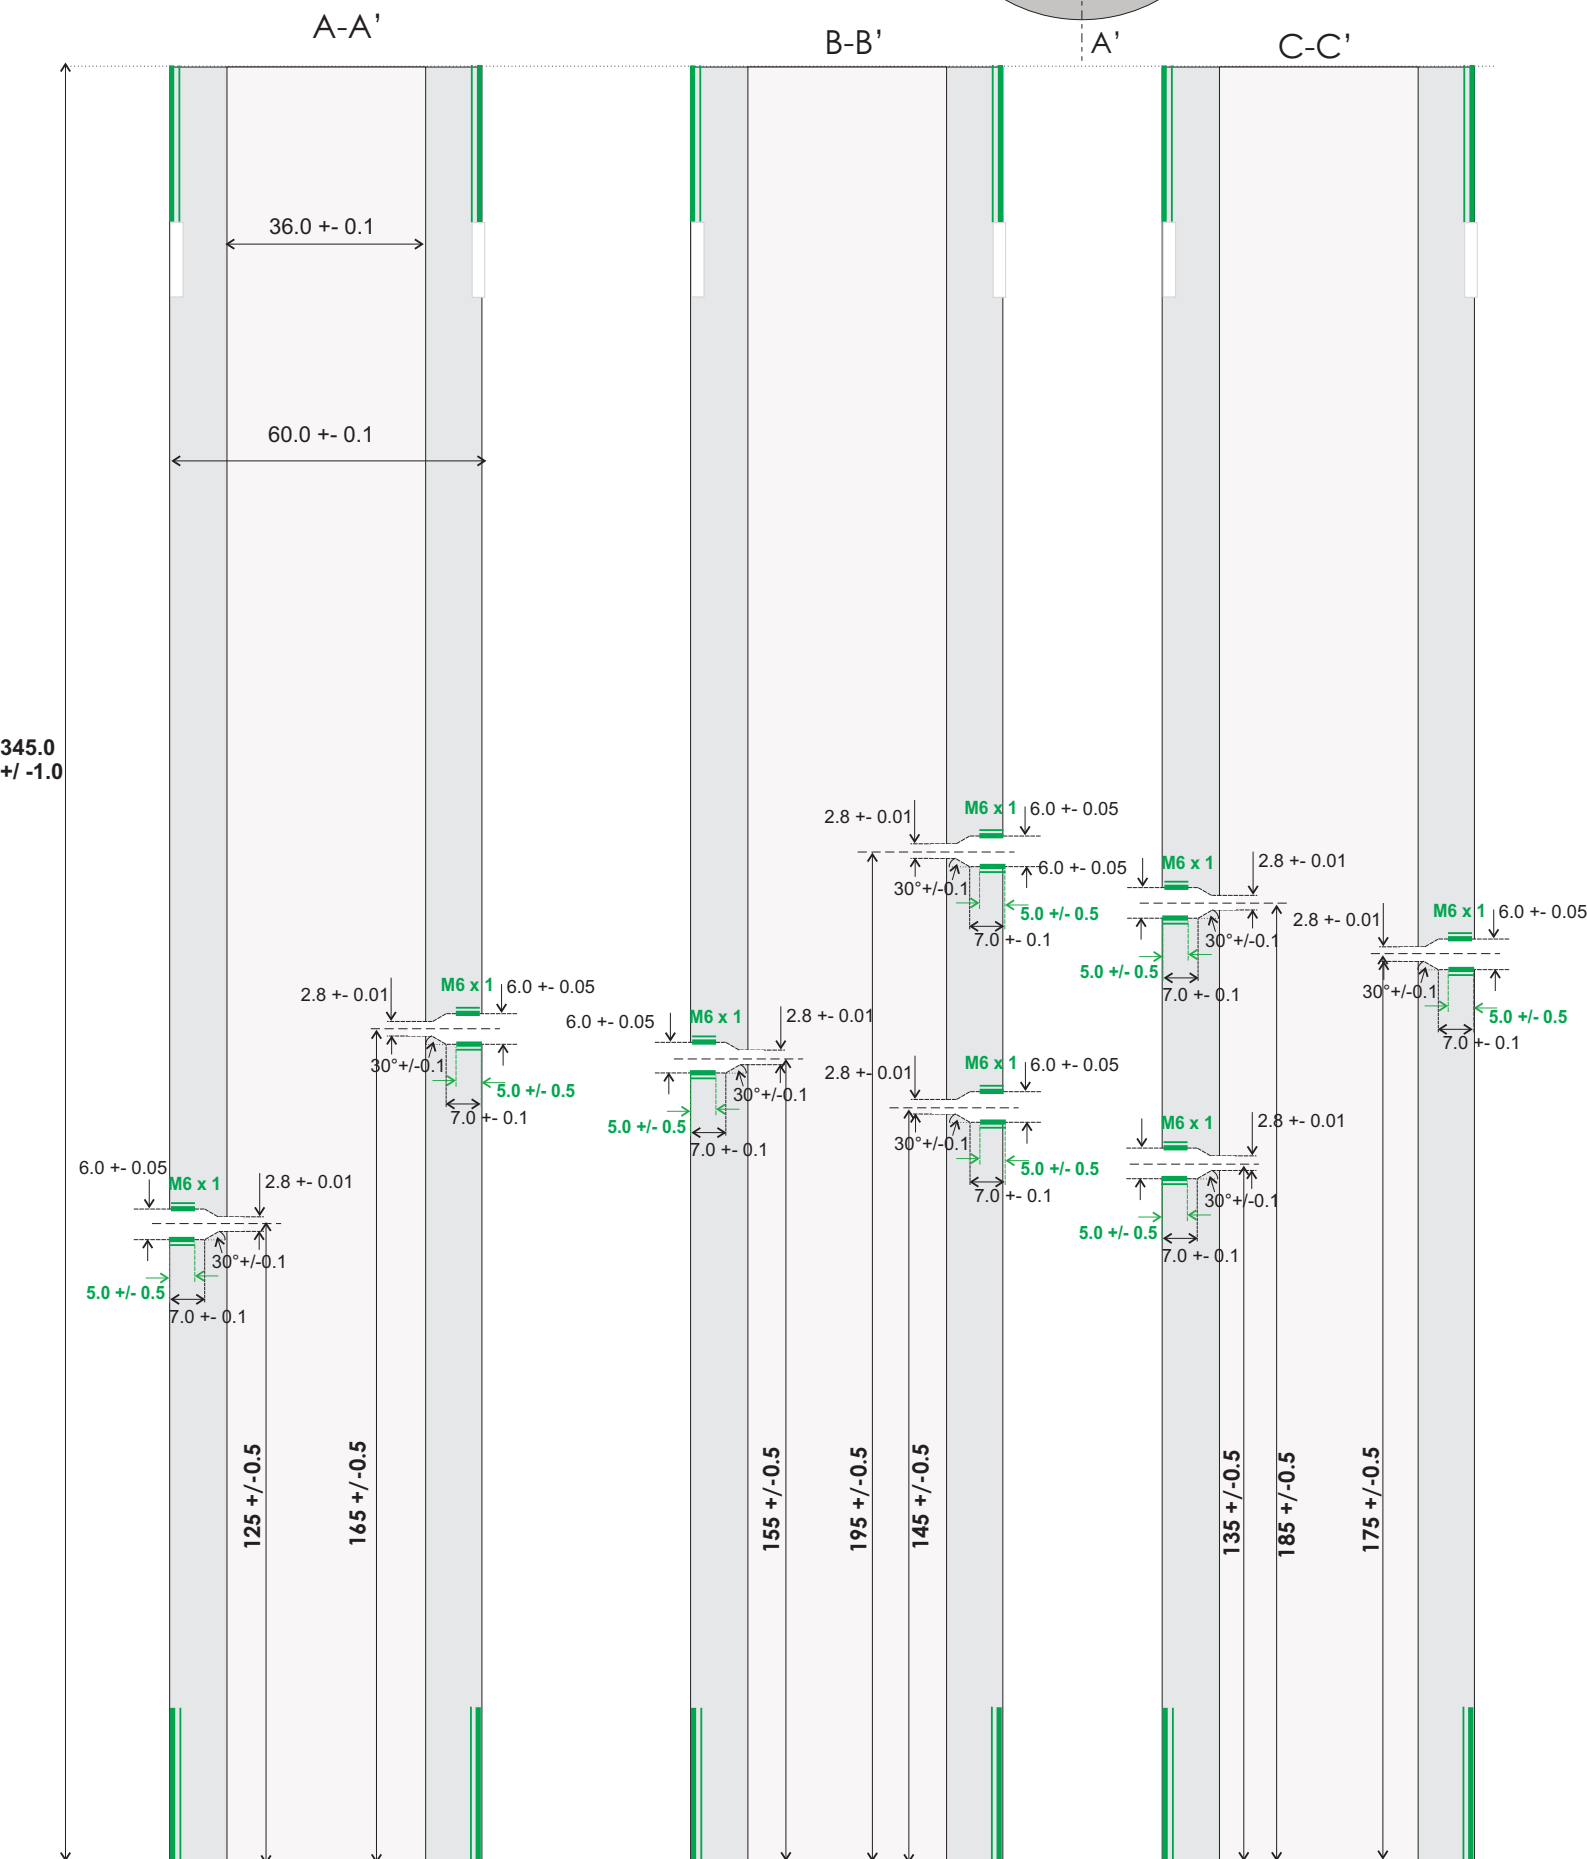 A-A’
B-B’
A’
C-C’
36.0 +- 0.1
60.0 +- 0.1
345.0
+/ -1.0
2.8 +- 0.01
M6 x 1
6.0 +- 0.05
30°+/-0.1
5.0 +/- 0.5
7.0 +- 0.1
6.0 +- 0.05
M6 x 1
2.8 +- 0.01
30°+/-0.1
5.0 +/- 0.5
7.0 +- 0.1
125 +/-0.5
165 +/-0.5
2.8 +- 0.01
M6 x 1
6.0 +- 0.05
30°+/-0.1
5.0 +/- 0.5
7.0 +- 0.1
6.0 +- 0.05
M6 x 1
2.8 +- 0.01
30°+/-0.1
5.0 +/- 0.5
7.0 +- 0.1
2.8 +- 0.01
M6 x 1
6.0 +- 0.05
30°+/-0.1
5.0 +/- 0.5
7.0 +- 0.1
155 +/-0.5
195 +/-0.5
145 +/-0.5
6.0 +- 0.05
M6 x 1
2.8 +- 0.01
30°+/-0.1
5.0 +/- 0.5
7.0 +- 0.1
2.8 +- 0.01
M6 x 1
6.0 +- 0.05
30°+/-0.1
5.0 +/- 0.5
7.0 +- 0.1
M6 x 1
2.8 +- 0.01
30°+/-0.1
5.0 +/- 0.5
7.0 +- 0.1
135 +/-0.5
185 +/-0.5
175 +/-0.5